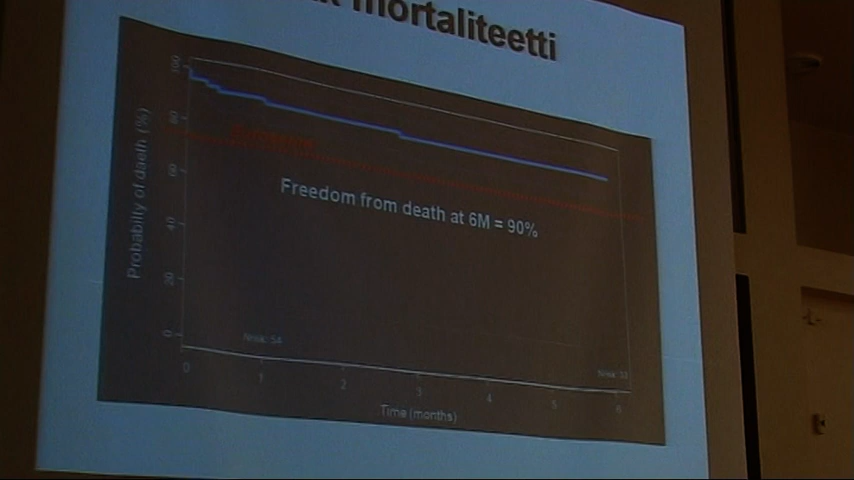 mortaliteetti
100
80
60
40
20
0
Probability of daeth (%)
Freedom from death at 6M = 90%
0 1 2 3 4 5 6
Time (months)